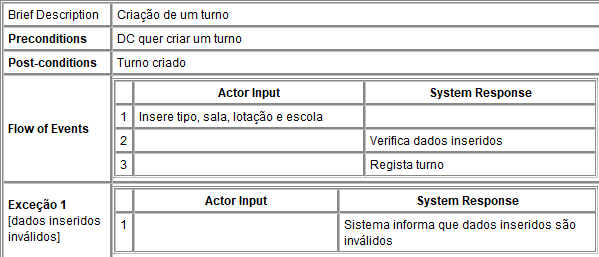 Brief Description Criação de um turno
Preconditions DC quer criar um turno
Post-conditions Turno criado
Flow of Events
Actor Input System Response
1 Insere tipo, sala, lotação e escola
2 Verifica dados inseridos
3 Regista turno
Exceção 1
[dados inseridos
inválidos]
Actor Input System Response
1 Sistema informa que dados inseridos são
inválidos